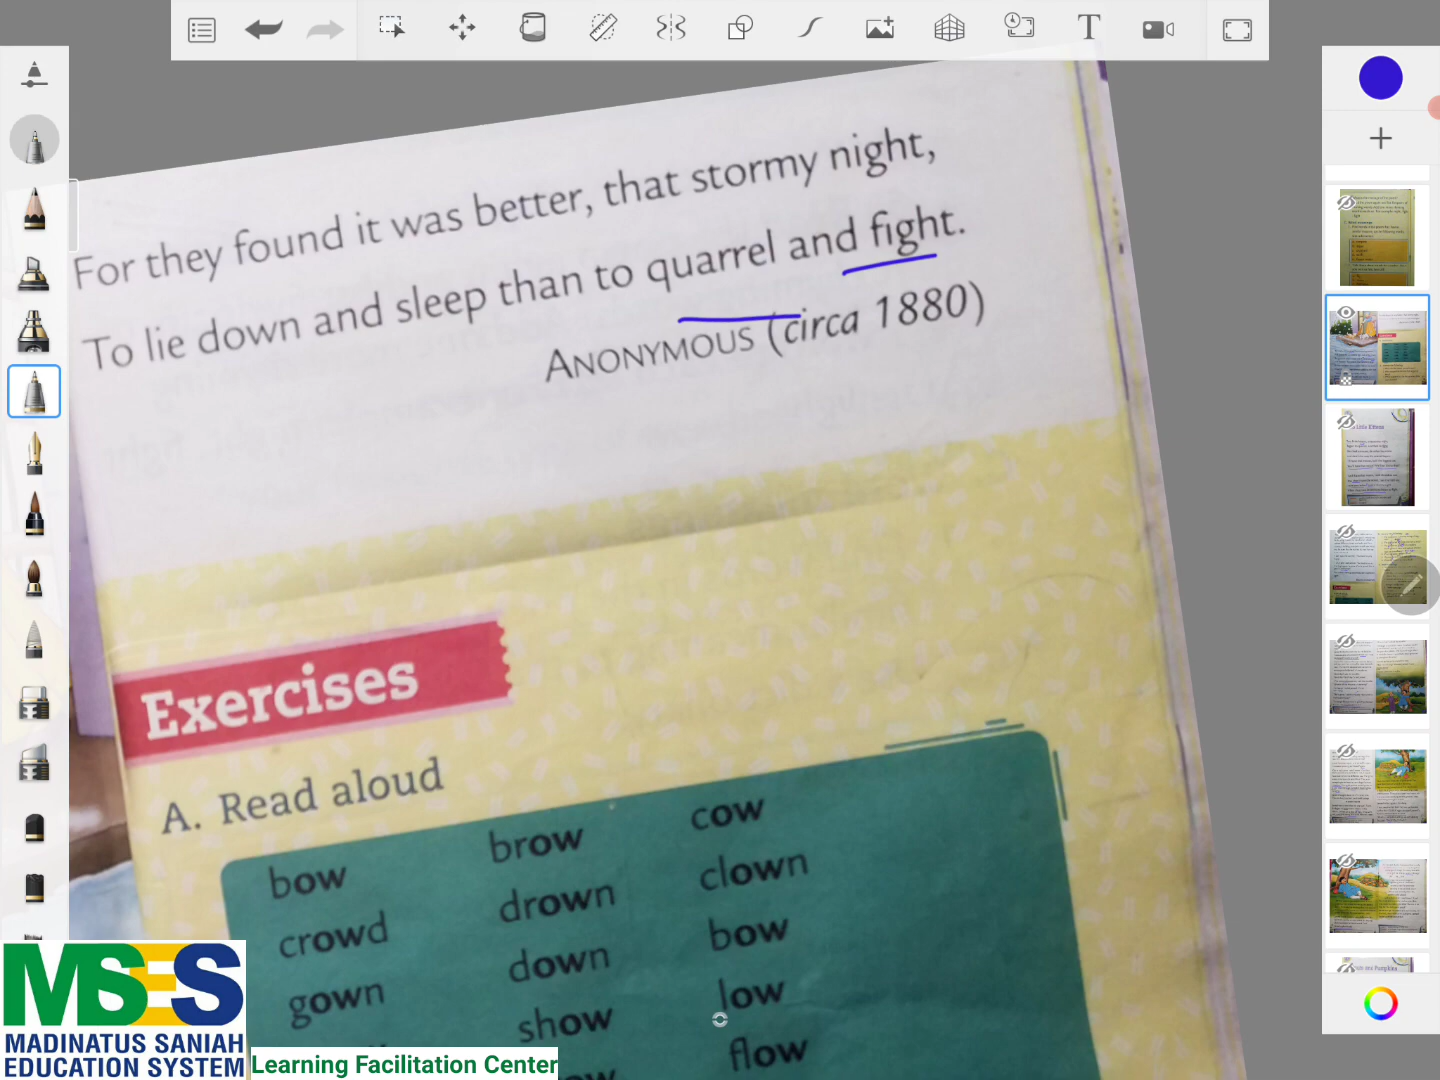 For they found it was better, that stormy night,
To lie down and sleep than to quarrel and fight.
ANONYMOUS (circa 1880)
Exercises
A. Read aloud
bow brow cow
crowd drown clown
gown down bow
show low
flow
MSES
MADINATUS SANIAH
EDUCATION SYSTEM
Learning Facilitation Center